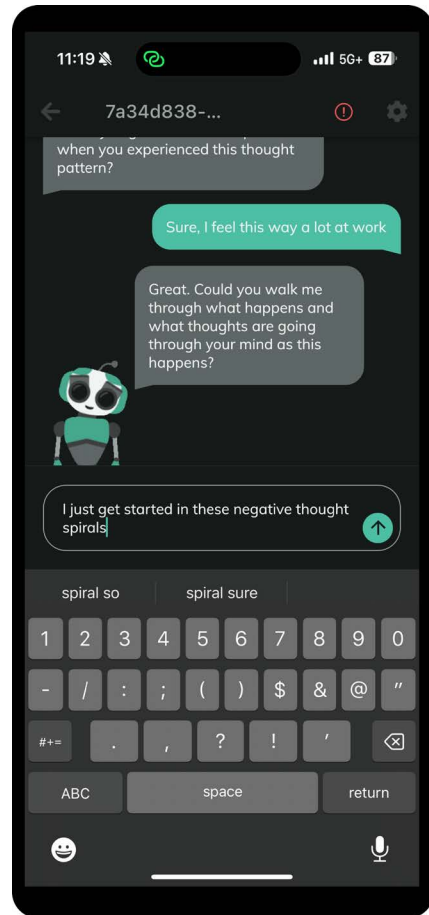 11:19
5G+ 87
7a34d838-...
when you experienced this thought
pattern?
Sure, I feel this way a lot at work
Great. Could you walk me
through what happens and
what thoughts are going
through your mind as this
happens?
I just get started in these negative thought
spirals
spiral so
spiral sure
1 2 3 4 5 6 7 8 9 0
- / : ; ( ) $ & @ "
#+= . , ? ! '
ABC space return